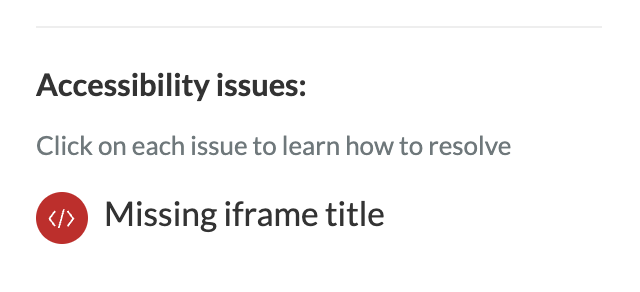 Accessibility issues:
Click on each issue to learn how to resolve
</> Missing iframe title